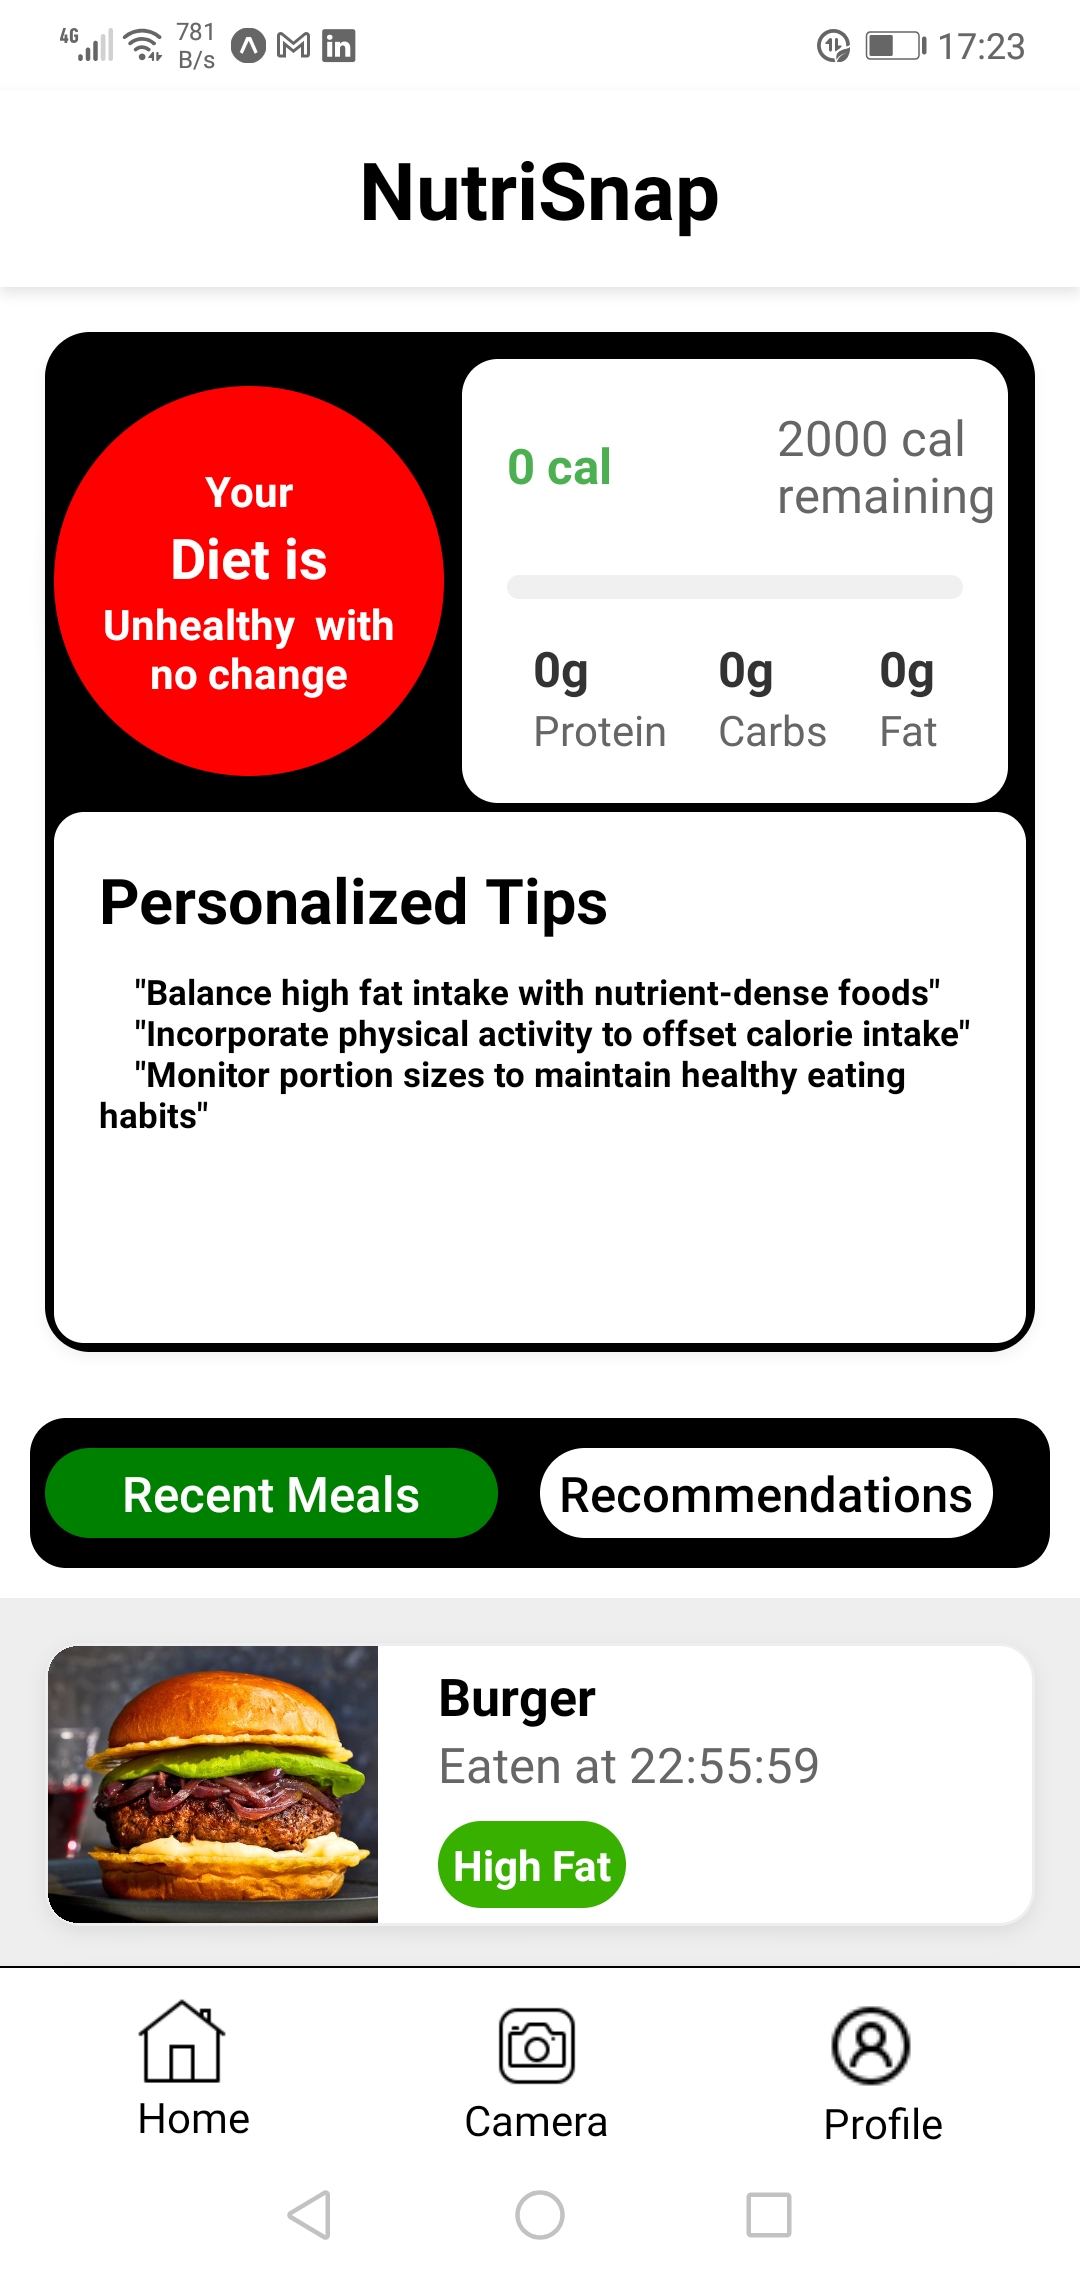 4G 781 B/s 17:23
NutriSnap
Your
Diet is
Unhealthy  with
no change
0 cal
2000 cal
remaining
0g 0g 0g
Protein Carbs Fat
Personalized Tips
"Balance high fat intake with nutrient-dense foods"
"Incorporate physical activity to offset calorie intake"
"Monitor portion sizes to maintain healthy eating
habits"
Recent Meals Recommendations
Burger
Eaten at 22:55:59
High Fat
Home Camera Profile